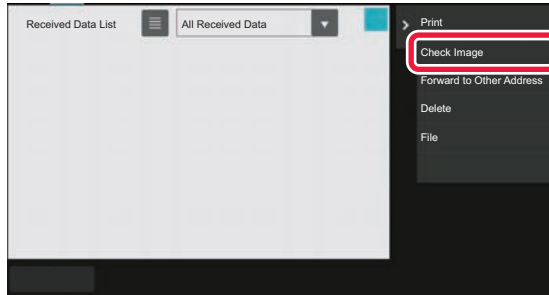 Received Data List
All Received Data
Print
Check Image
Forward to Other Address
Delete
File